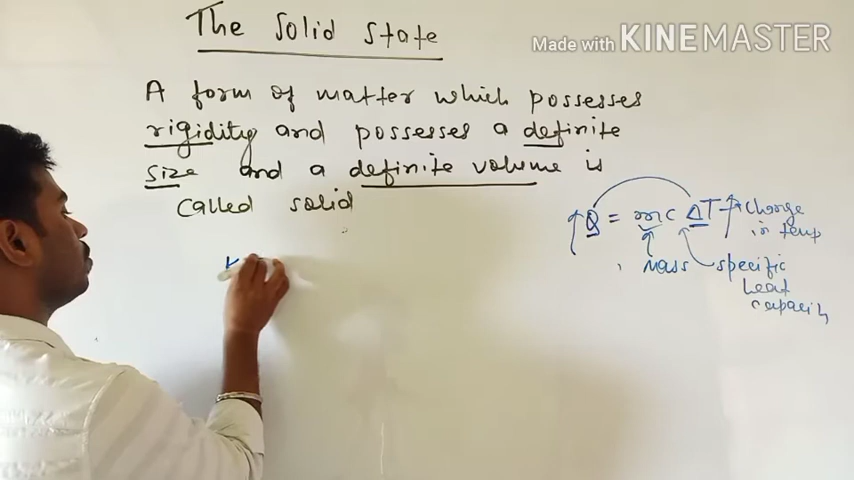 The Solid State
Made with KINEMASTER
A form of matter which possesses
rigidity and possesses a definite
size and a definite volume is
called solid
↑ Q = mc ΔT ↑ Change
in temp
mass specific
heat
capacity